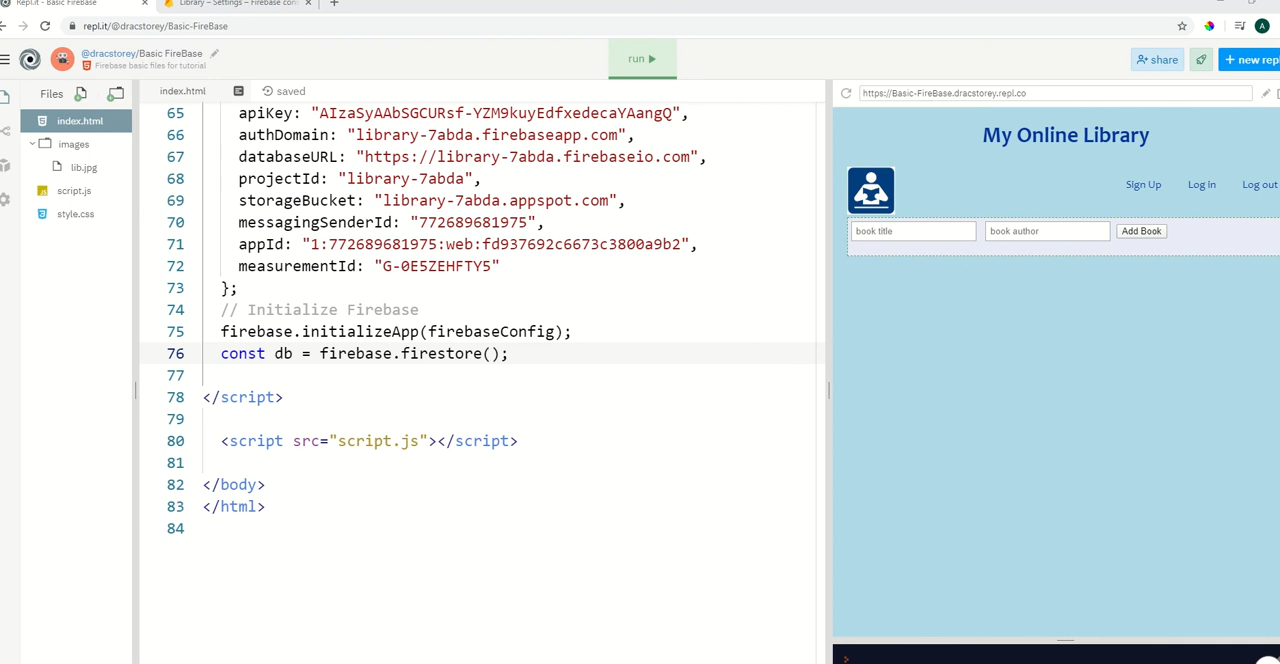 Repl.it - Basic FireBase
Library – Settings – Firebase con
repl.it/@dracstorey/Basic-FireBase
A
@dracstorey/Basic FireBase
Firebase basic files for tutorial
run
share
+ new repl
Files
index.html
saved
https://Basic-FireBase.dracstorey.repl.co
index.html
images
lib.jpg
script.js
style.css
65 apiKey: "AIzaSyAAbSGCURsf-YZM9kuyEdfxedecaYAangQ",
66 authDomain: "library-7abda.firebaseapp.com",
67 databaseURL: "https://library-7abda.firebaseio.com",
68 projectId: "library-7abda",
69 storageBucket: "library-7abda.appspot.com",
70 messagingSenderId: "772689681975",
71 appId: "1:772689681975:web:fd937692c6673c3800a9b2",
72 measurementId: "G-0E5ZEHFTY5"
73 };
74 // Initialize Firebase
75 firebase.initializeApp(firebaseConfig);
76 const db = firebase.firestore();
77
78 </script>
79
80 <script src="script.js"></script>
81
82 </body>
83 </html>
84
My Online Library
Sign Up Log In Log out
book title book author Add Book